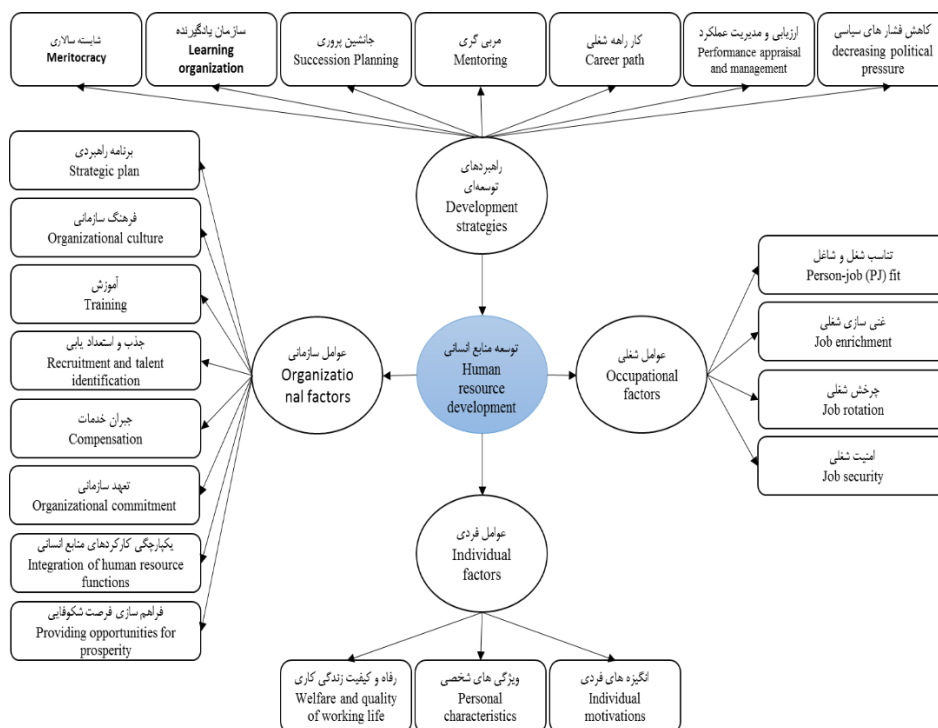 شایسته سالاری
Meritocracy
سازمان یادگیرنده
Learning
organization
جانشین پروری
Succession Planning
مربی گری
Mentoring
کار راهه شغلی
Career path
ارزیابی و مدیریت عملکرد
Performance appraisal
and management
کاهش فشار های سیاسی
decreasing political
pressure
راهبردهای
توسعه‌ای
Development
strategies
برنامه راهبردی
Strategic plan
فرهنگ سازمانی
Organizational culture
آموزش
Training
جذب و استعداد یابی
Recruitment and talent
identification
جبران خدمات
Compensation
تعهد سازمانی
Organizational commitment
یکپارچگی کارکردهای منابع انسانی
Integration of human resource
functions
فراهم سازی فرصت شکوفایی
Providing opportunities for
prosperity
عوامل سازمانی
Organizatio
nal factors
توسعه منابع انسانی
Human
resource
development
عوامل شغلی
Occupational
factors
تناسب شغل و شاغل
Person-job (PJ) fit
غنی سازی شغلی
Job enrichment
چرخش شغلی
Job rotation
امنیت شغلی
Job security
عوامل فردی
Individual
factors
رفاه و کیفیت زندگی کاری
Welfare and quality
of working life
ویژگی های شخصی
Personal
characteristics
انگیزه های فردی
Individual
motivations